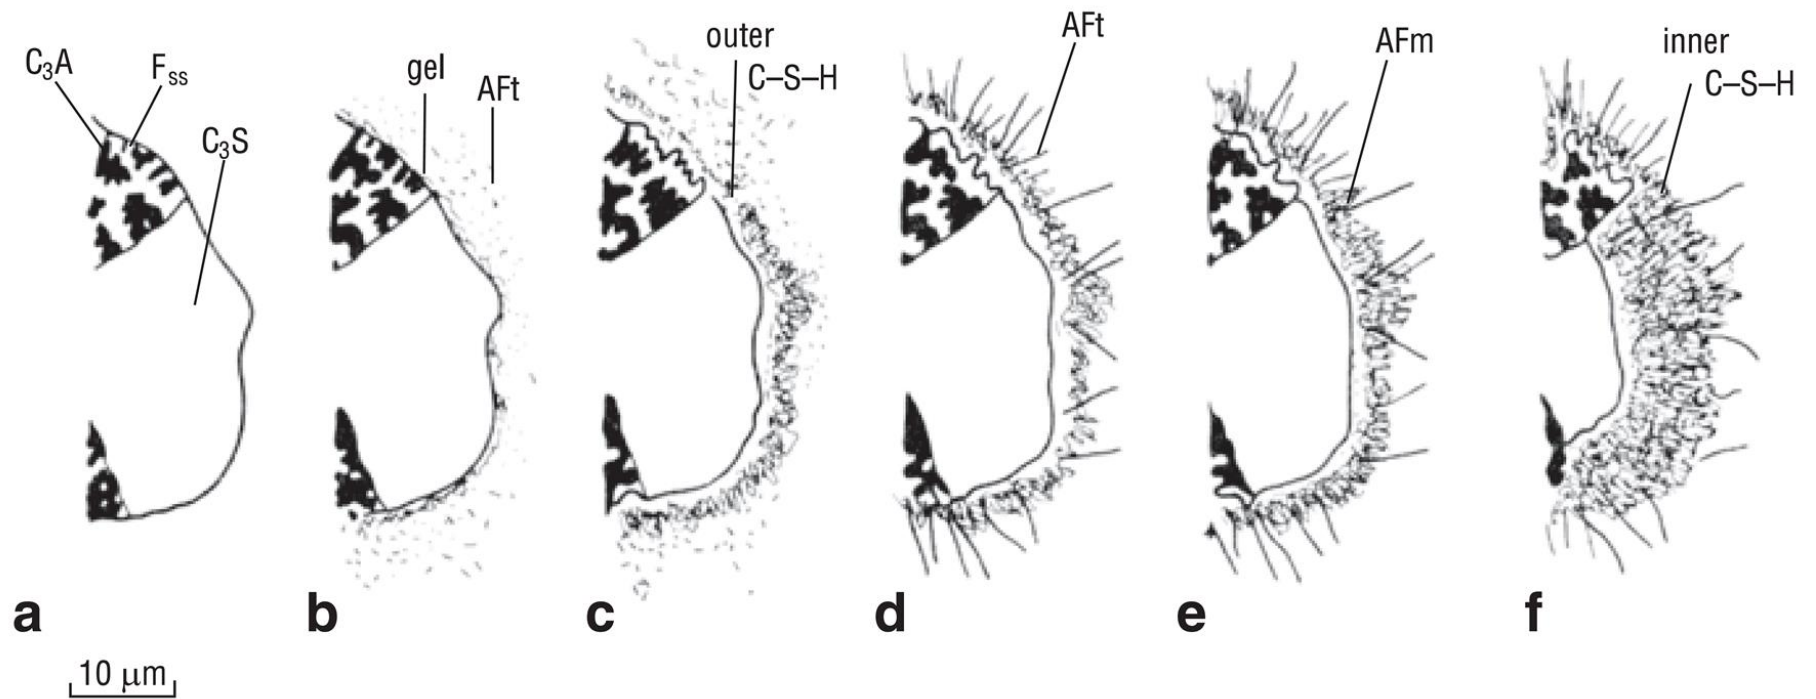 C₃A
Fss
C₃S
gel
AFt
outer
C–S–H
AFt
AFm
inner
C–S–H
a
b
c
d
e
f
10 μm